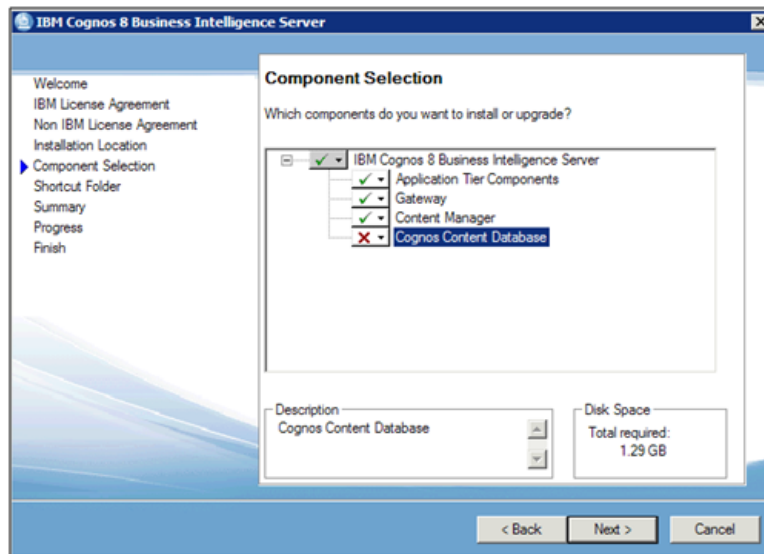 IBM Cognos 8 Business Intelligence Server
Welcome
IBM License Agreement
Non IBM License Agreement
Installation Location
Component Selection
Shortcut Folder
Summary
Progress
Finish
Component Selection
Which components do you want to install or upgrade?
IBM Cognos 8 Business Intelligence Server
Application Tier Components
Gateway
Content Manager
Cognos Content Database
Description
Cognos Content Database
Disk Space
Total required:
1.29 GB
< Back
Next >
Cancel